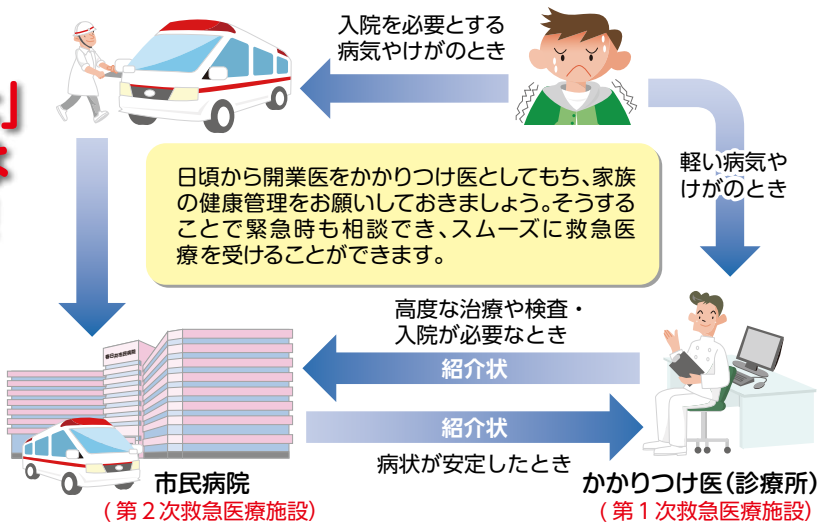 入院を必要とする
病気やけがのとき
軽い病気や
けがのとき
日頃から開業医をかかりつけ医としてもち、家族
の健康管理をお願いしておきましょう。そうする
ことで緊急時も相談でき、スムーズに救急医
療を受けることができます。
高度な治療や検査・
入院が必要なとき
紹介状
紹介状
病状が安定したとき
春日井市民病院
市民病院
(第2次救急医療施設)
かかりつけ医(診療所)
(第1次救急医療施設)